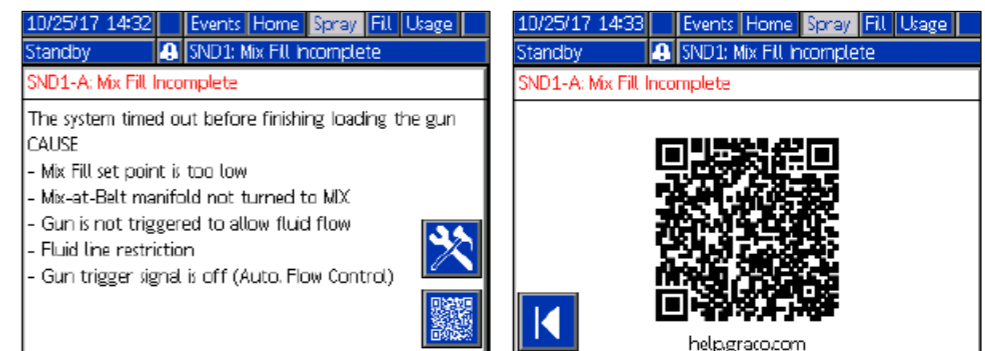 10/25/17 14:32 Events Home Spray Fill Usage
Standby SND1: Mix Fill Incomplete
SND1-A: Mix Fill Incomplete
The system timed out before finishing loading the gun
CAUSE
- Mix Fill set point is too low
- Mix-at-Belt manifold not turned to MIX
- Gun is not triggered to allow fluid flow
- Fluid line restriction
- Gun trigger signal is off (Auto. Flow Control)
10/25/17 14:33 Events Home Spray Fill Usage
Standby SND1: Mix Fill Incomplete
SND1-A: Mix Fill Incomplete
help.graco.com